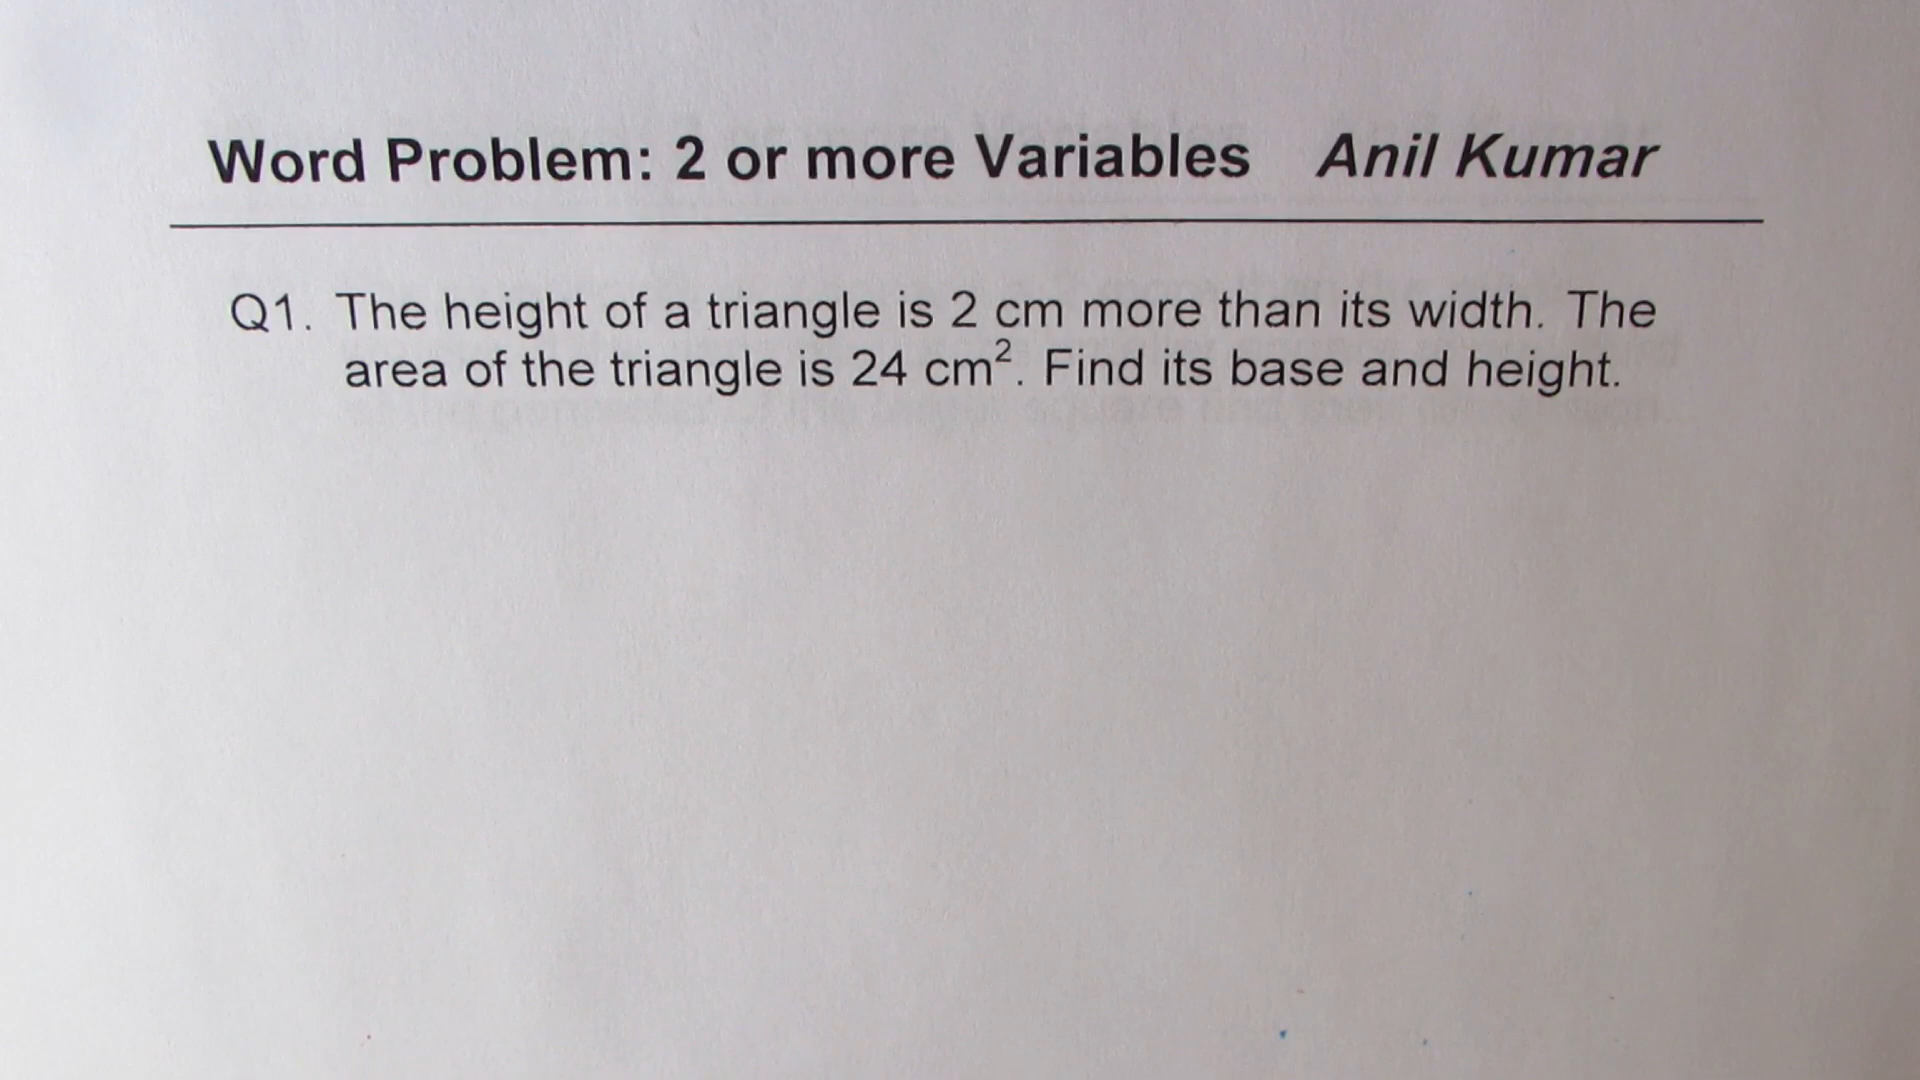 Word Problem: 2 or more Variables Anil Kumar
Q1. The height of a triangle is 2 cm more than its width. The
area of the triangle is 24 cm². Find its base and height.